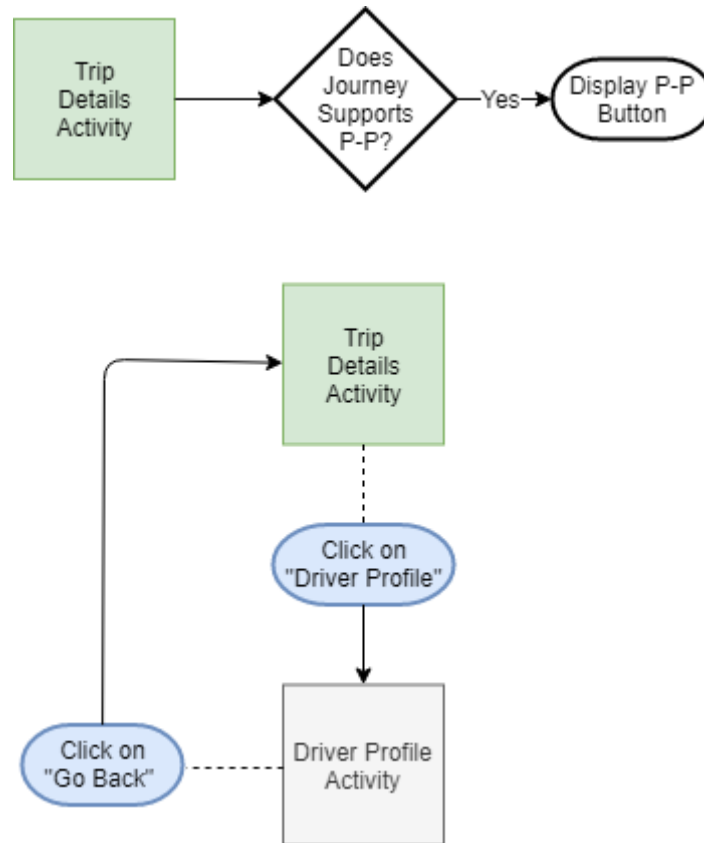 Trip
Details
Activity
Does
Journey
Supports
P-P?
Yes
Display P-P
Button
Trip
Details
Activity
Click on
"Driver Profile"
Driver Profile
Activity
Click on
"Go Back"